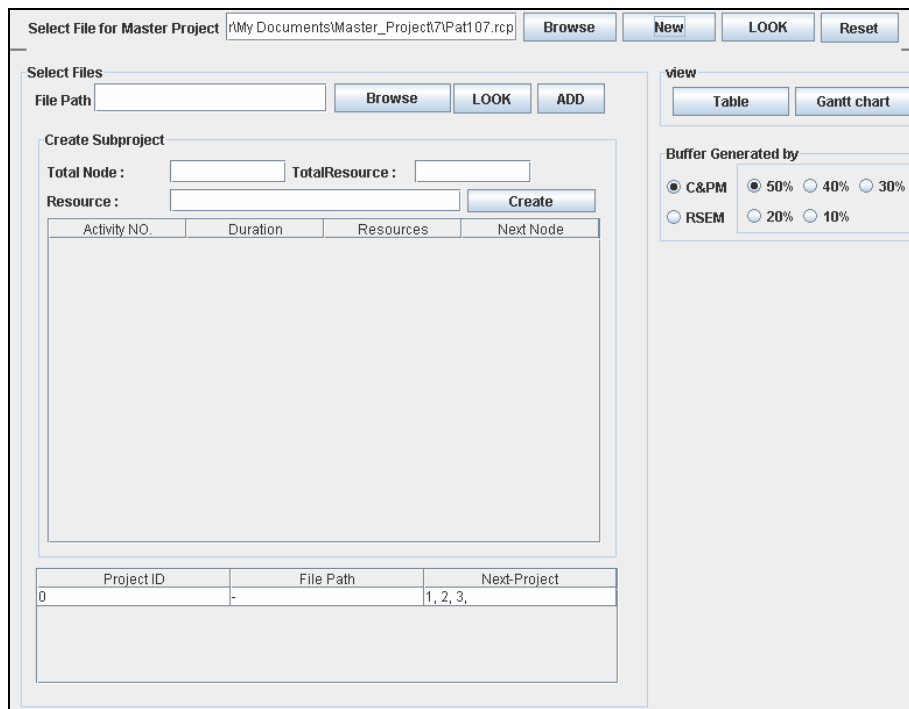 Select File for Master Project r\My Documents\Master_Project\7\Pat107.rcp Browse New LOOK Reset
Select Files
File Path Browse LOOK ADD
Create Subproject
Total Node : TotalResource :
Resource : Create
Activity NO. Duration Resources Next Node
Project ID File Path Next-Project
0 - 1, 2, 3,
view
Table Gantt chart
Buffer Generated by
C&PM 50% 40% 30%
RSEM 20% 10%